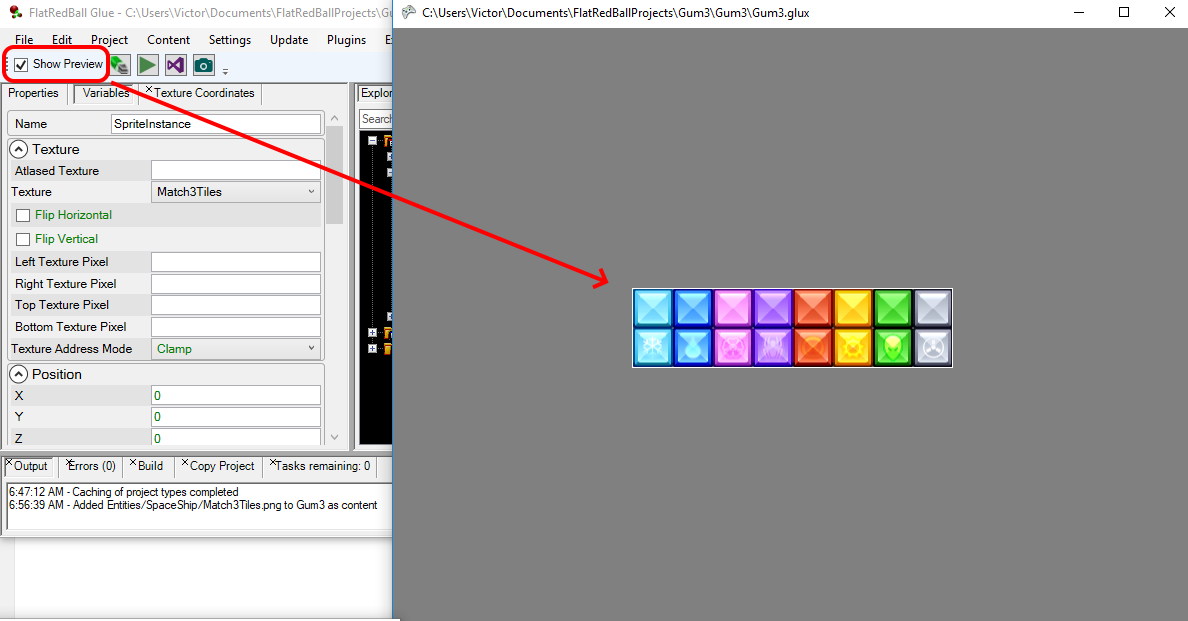 FlatRedBall Glue - C:\Users\Victor\Documents\FlatRedBallProjects\Gu
C:\Users\Victor\Documents\FlatRedBallProjects\Gum3\Gum3\Gum3.glux
File Edit Project Content Settings Update Plugins
Show Preview
Properties Variables Texture Coordinates
Explor
Name SpriteInstance
Search
Texture
Atlased Texture
Texture Match3Tiles
Flip Horizontal
Flip Vertical
Left Texture Pixel
Right Texture Pixel
Top Texture Pixel
Bottom Texture Pixel
Texture Address Mode Clamp
Position
X 0
Y 0
Z 0
Output Errors (0) Build Copy Project Tasks remaining: 0
6:47:12 AM - Caching of project types completed
6:56:39 AM - Added Entities/SpaceShip/Match3Tiles.png to Gum3 as content